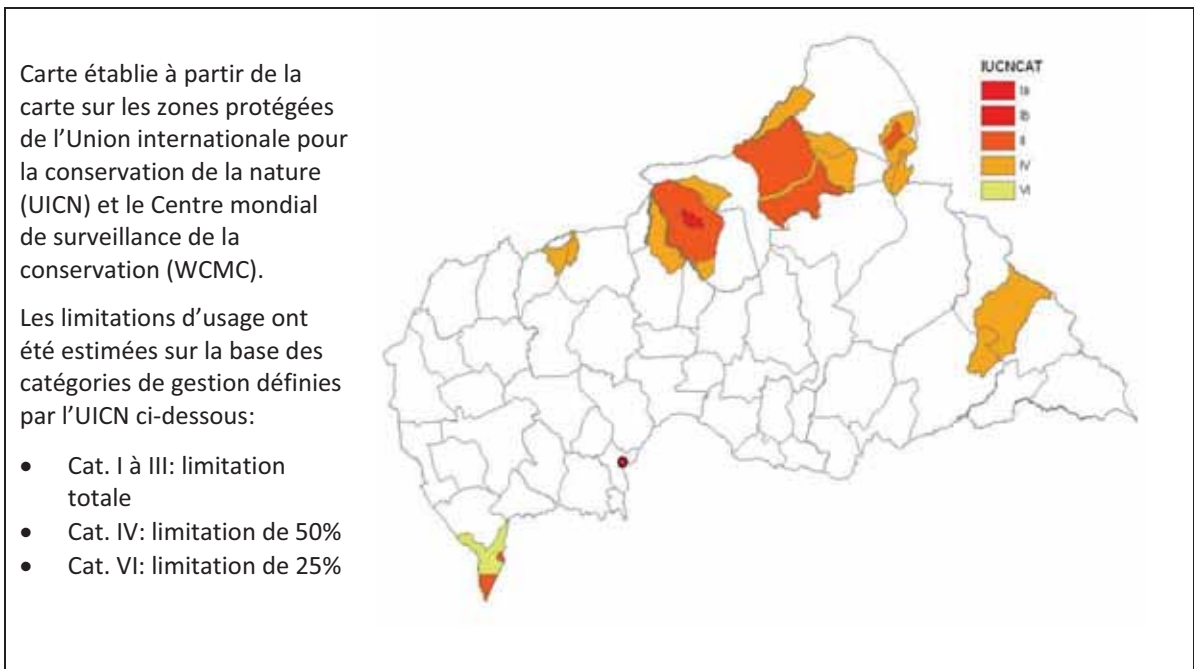 Carte établie à partir de la
carte sur les zones protégées
de l’Union internationale pour
la conservation de la nature
(UICN) et le Centre mondial
de surveillance de la
conservation (WCMC).
Les limitations d’usage ont
été estimées sur la base des
catégories de gestion définies
par l’UICN ci-dessous:
• Cat. I à III: limitation
totale
• Cat. IV: limitation de 50%
• Cat. VI: limitation de 25%
IUCNCAT
Ia
Ib
II
IV
VI